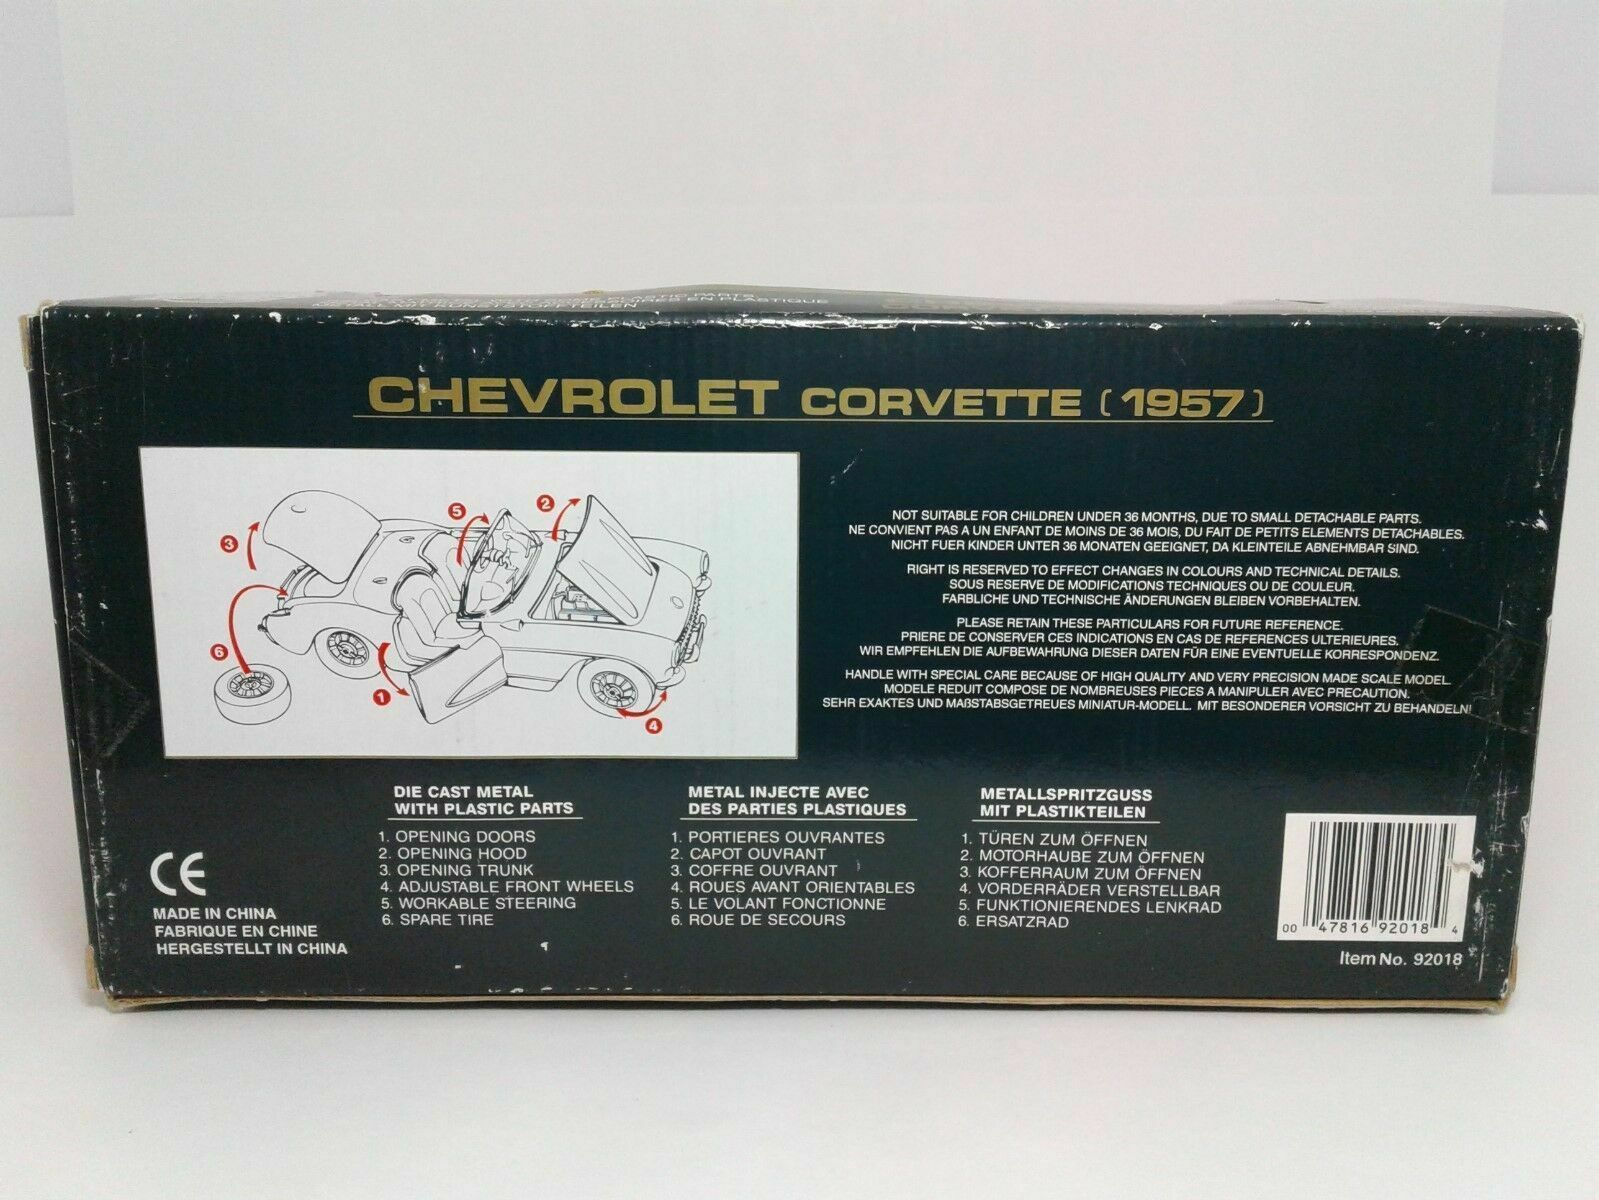 MIT KUNSTSTOFFTEILEN
CHEVROLET CORVETTE (1957)
5
2
3
6
1
4
NOT SUITABLE FOR CHILDREN UNDER 36 MONTHS, DUE TO SMALL DETACHABLE PARTS.
NE CONVIENT PAS A UN ENFANT DE MOINS DE 36 MOIS, DU FAIT DE PETITS ELEMENTS DETACHABLES.
NICHT FUER KINDER UNTER 36 MONATEN GEEIGNET, DA KLEINTEILE ABNEHMBAR SIND.
RIGHT IS RESERVED TO EFFECT CHANGES IN COLOURS AND TECHNICAL DETAILS.
SOUS RESERVE DE MODIFICATIONS TECHNIQUES OU DE COULEUR.
FARBLICHE UND TECHNISCHE ÄNDERUNGEN BLEIBEN VORBEHALTEN.
PLEASE RETAIN THESE PARTICULARS FOR FUTURE REFERENCE.
PRIERE DE CONSERVER CES INDICATIONS EN CAS DE REFERENCES ULTERIEURES.
WIR EMPFEHLEN DIE AUFBEWAHRUNG DIESER DATEN FÜR EINE EVENTUELLE KORRESPONDENZ.
HANDLE WITH SPECIAL CARE BECAUSE OF HIGH QUALITY AND VERY PRECISION MADE SCALE MODEL.
MODELE REDUIT COMPOSE DE NOMBREUSES PIECES A MANIPULER AVEC PRECAUTION.
SEHR EXAKTES UND MAßSTABSGETREUES MINIATUR-MODELL. MIT BESONDERER VORSICHT ZU BEHANDELN!
DIE CAST METAL
WITH PLASTIC PARTS
1. OPENING DOORS
2. OPENING HOOD
3. OPENING TRUNK
4. ADJUSTABLE FRONT WHEELS
5. WORKABLE STEERING
6. SPARE TIRE
METAL INJECTE AVEC
DES PARTIES PLASTIQUES
1. PORTIERES OUVRANTES
2. CAPOT OUVRANT
3. COFFRE OUVRANT
4. ROUES AVANT ORIENTABLES
5. LE VOLANT FONCTIONNE
6. ROUE DE SECOURS
METALLSPRITZGUSS
MIT PLASTIKTEILEN
1. TÜREN ZUM ÖFFNEN
2. MOTORHAUBE ZUM ÖFFNEN
3. KOFFERRAUM ZUM ÖFFNEN
4. VORDERRÄDER VERSTELLBAR
5. FUNKTIONIERENDES LENKRAD
6. ERSATZRAD
CE
MADE IN CHINA
FABRIQUE EN CHINE
HERGESTELLT IN CHINA
00 47816 92018 4
Item No. 92018